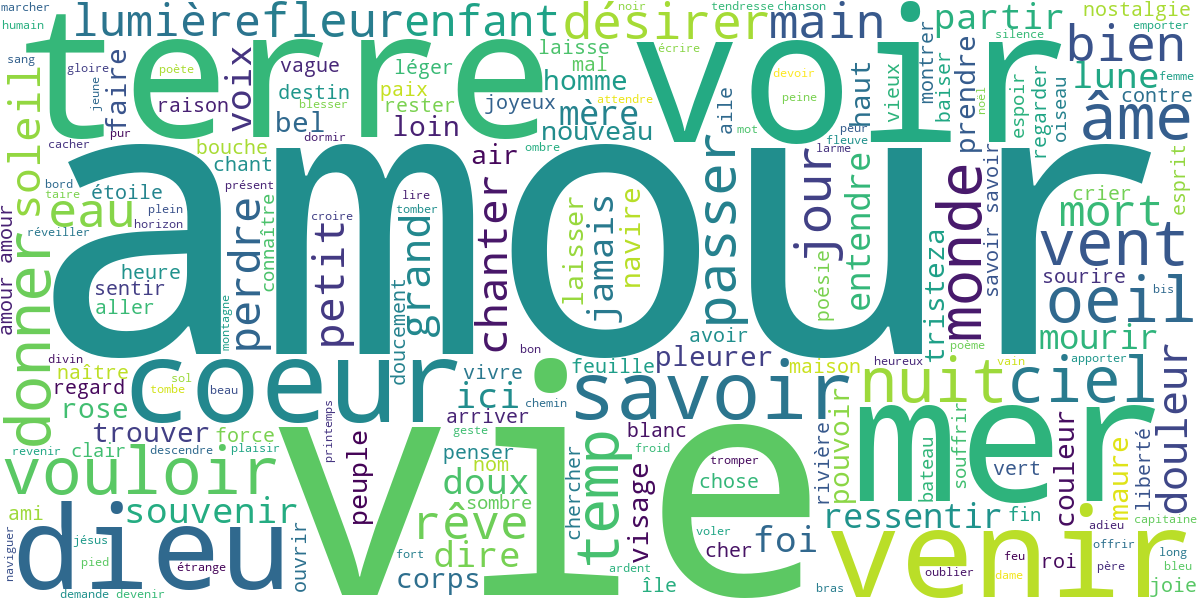 marcher
humain
lumière
fleur
enfant
désirer
main
noir
tendresse
chanson
partir
nostalgie
emporter
terre
voir
silence
bien
sang
gloire
jeune
faire
poète
raison
voix
vague
destin
blesser
bel
léger
paix
rester
loin
dormir
laisse
mal
homme
joyeux
attendre
mère
nouveau
écrire
devoir
peine
aile
mot
haut
peur
fleuve
vieux
montrer
baiser
prendre
noël
espoir
regarder
oiseau
lune
femme
contre
âme
soleil
pur
cacher
bouche
chant
air
ombre
larme
esprit
amour
bord
taire
étoile
présent
lire
tomber
croire
eau
plein
horizon
réveiller
connaître
perdre
petit
grand
chanter
laisser
jamais
navire
passer
jour
poésie
entendre
savoir savoir
monde
crier
mort
vent
amour amour
heure
sentir
aller
montagne
doucement
avoir
tristeza
sourire
oeil
bis
donner
divin
naître
regard
rose
sol
tombe
beau
coeur
bon
vivre
ici
arriver
chemin
feuille
pleurer
savoir
maison
heureux
nuit
poème
vain
ciel
mourir
apporter
douleur
trouver
force
clair
descendre
plaisir
revenir
printemps
vouloir
peuple
vie
geste
penser
nom
doux
sombre
rêve
dire
chercher
temp
blanc
froid
visage
tromper
chose
rivière
pouvoir
mer
bateau
souffrir
vert
couleur
maure
liberté
ami
souvenir
ouvrir
dieu
jésus
pied
étrange
naviguer
demande
devenir
fort
corps
ardent
île
voler
cher
foi
bras
ressentir
fin
venir
oublier
feu
dame
roi
adieu
offrir
père
capitaine
long
bleu
joie